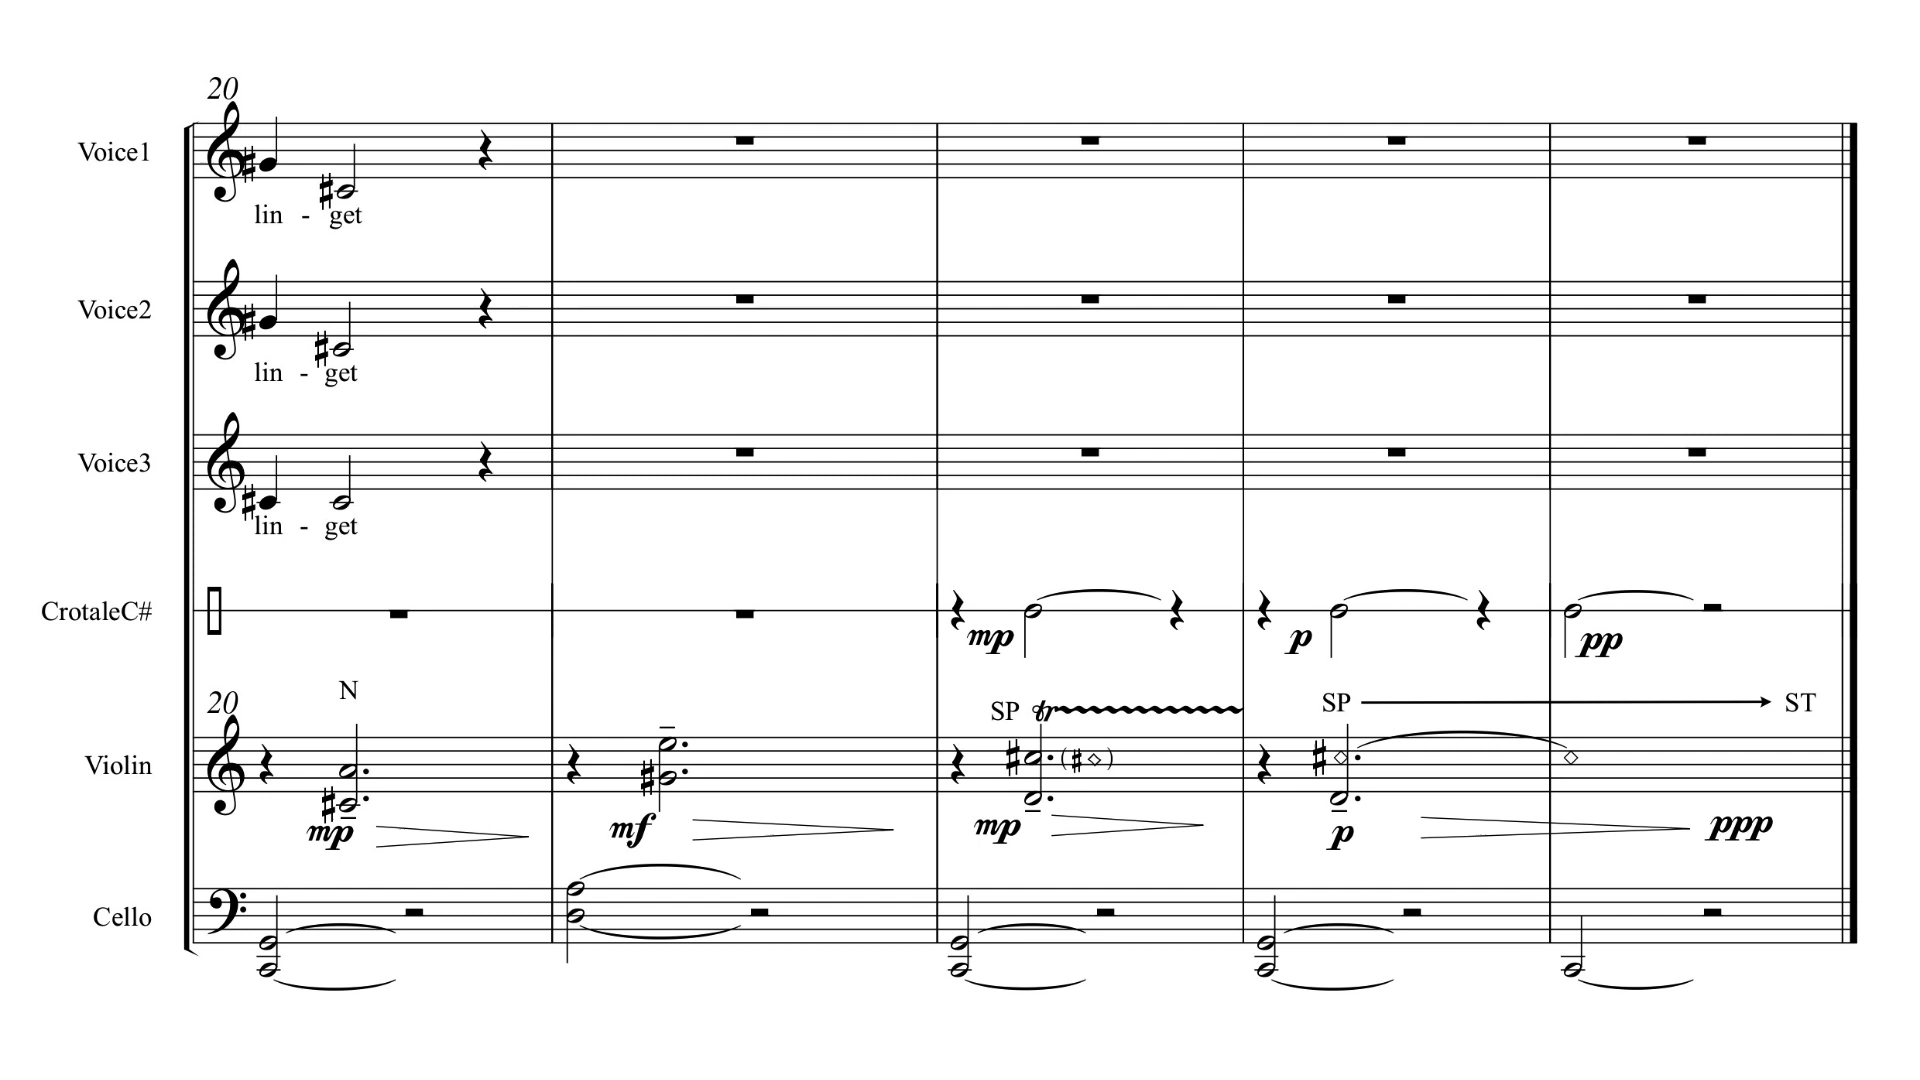 20
Voice1
lin - get
Voice2
lin - get
Voice3
lin - get
CrotaleC#
mp p pp
20
N SP tr SP ST
Violin
mp mf mp p ppp
Cello